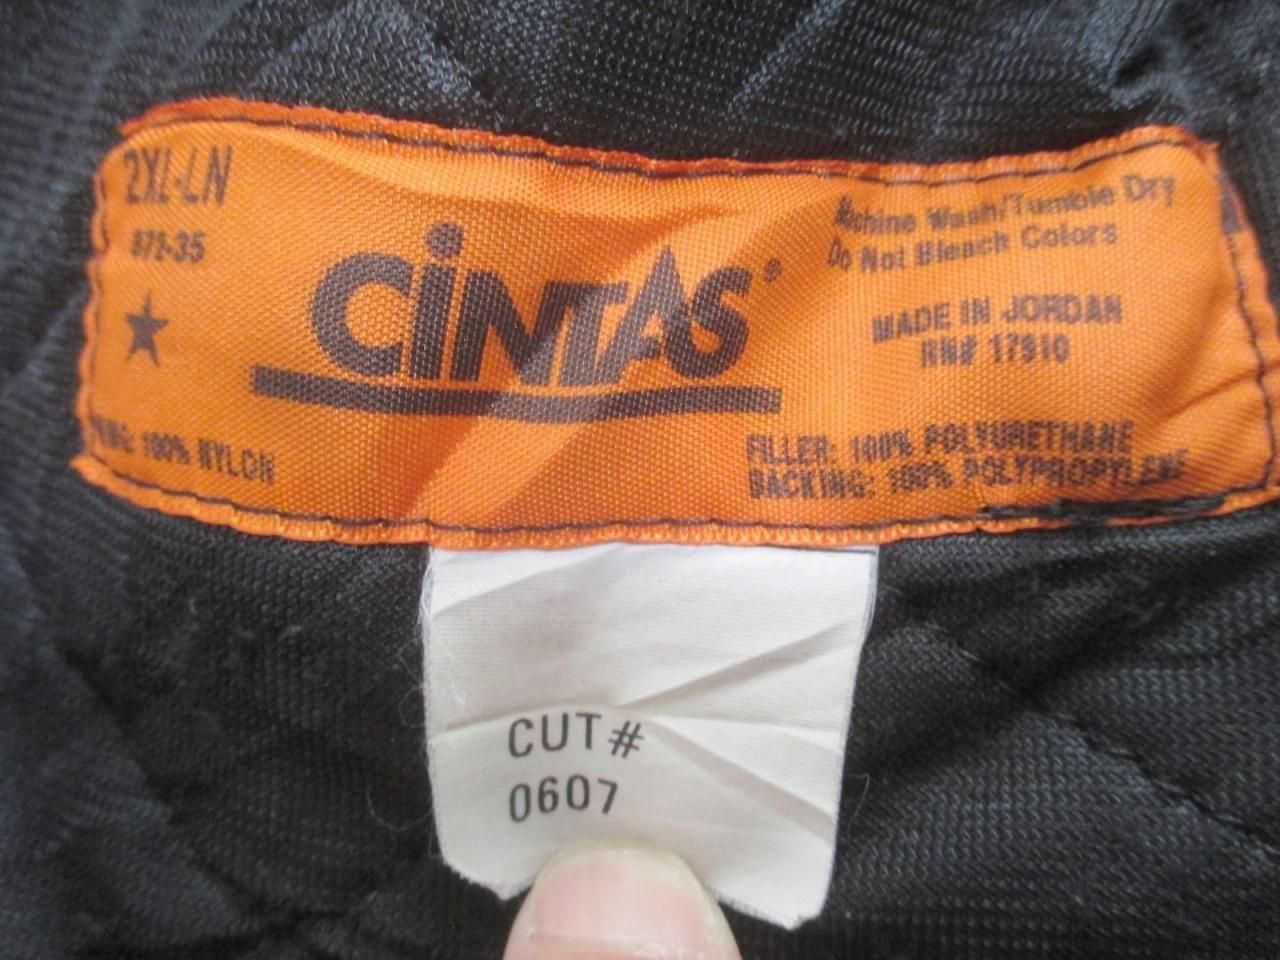 2XL-LN
872-35
CiNTAS®
Machine Wash/Tumble Dry
Do Not Bleach Colors
MADE IN JORDAN
RN# 17910
100% NYLON
FILLER: 100% POLYURETHANE
BACKING: 100% POLYPROPYLENE
CUT#
0607